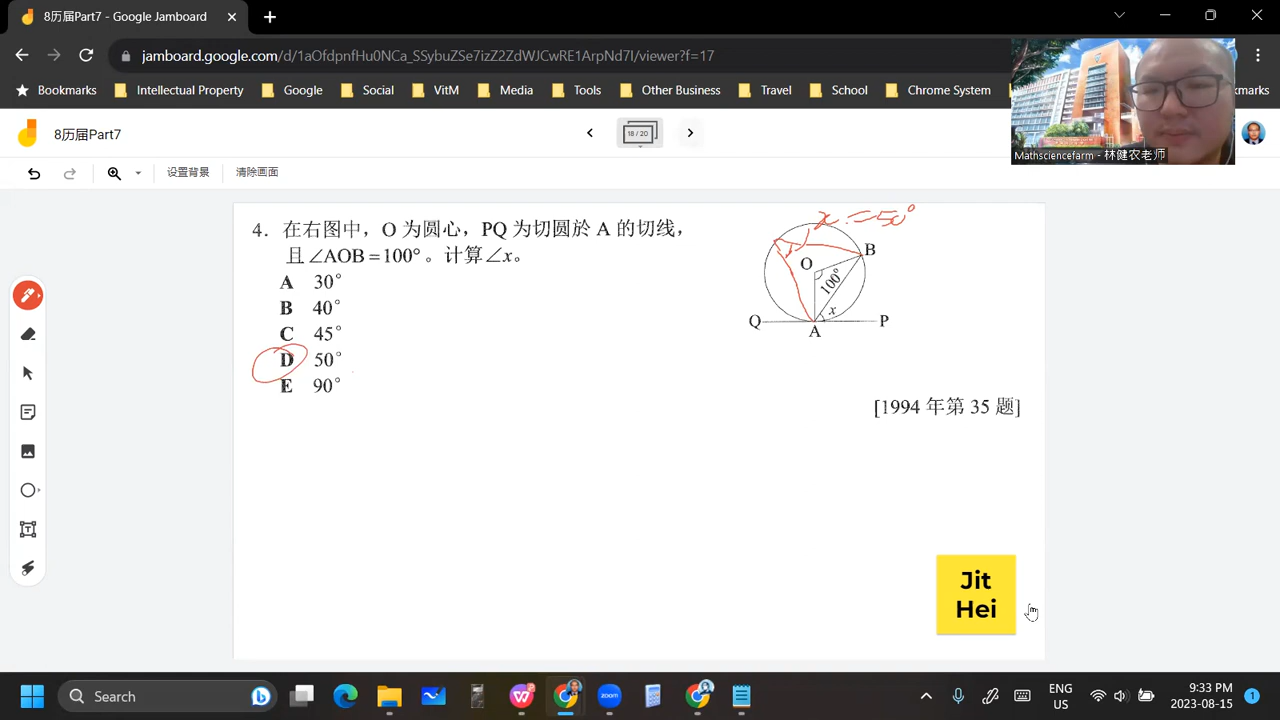 8历届Part7 - Google Jamboard
jamboard.google.com/d/1aOfdpnhLu0NCa_SSybuZSe7izZ2ZdWJCwRE1ArpNd7I/viewer?f=17
Bookmarks
Intellectual Property
Google
Social
VitM
Media
Tools
Other Business
Travel
School
Chrome System
8历届Part7
18 / 20
设置背景
清除画面
Mathsciencefarm - 林健农老师
4. 在右图中，O 为圆心，PQ 为切圆於 A 的切线，
且 ∠AOB = 100°。计算∠x。
A 30°
B 40°
C 45°
D 50°
E 90°
x = 50°
B
O
100°
x
Q
P
A
[1994 年第 35 题]
Jit
Hei
Search
ENG
US
9:33 PM
2023-08-15
1